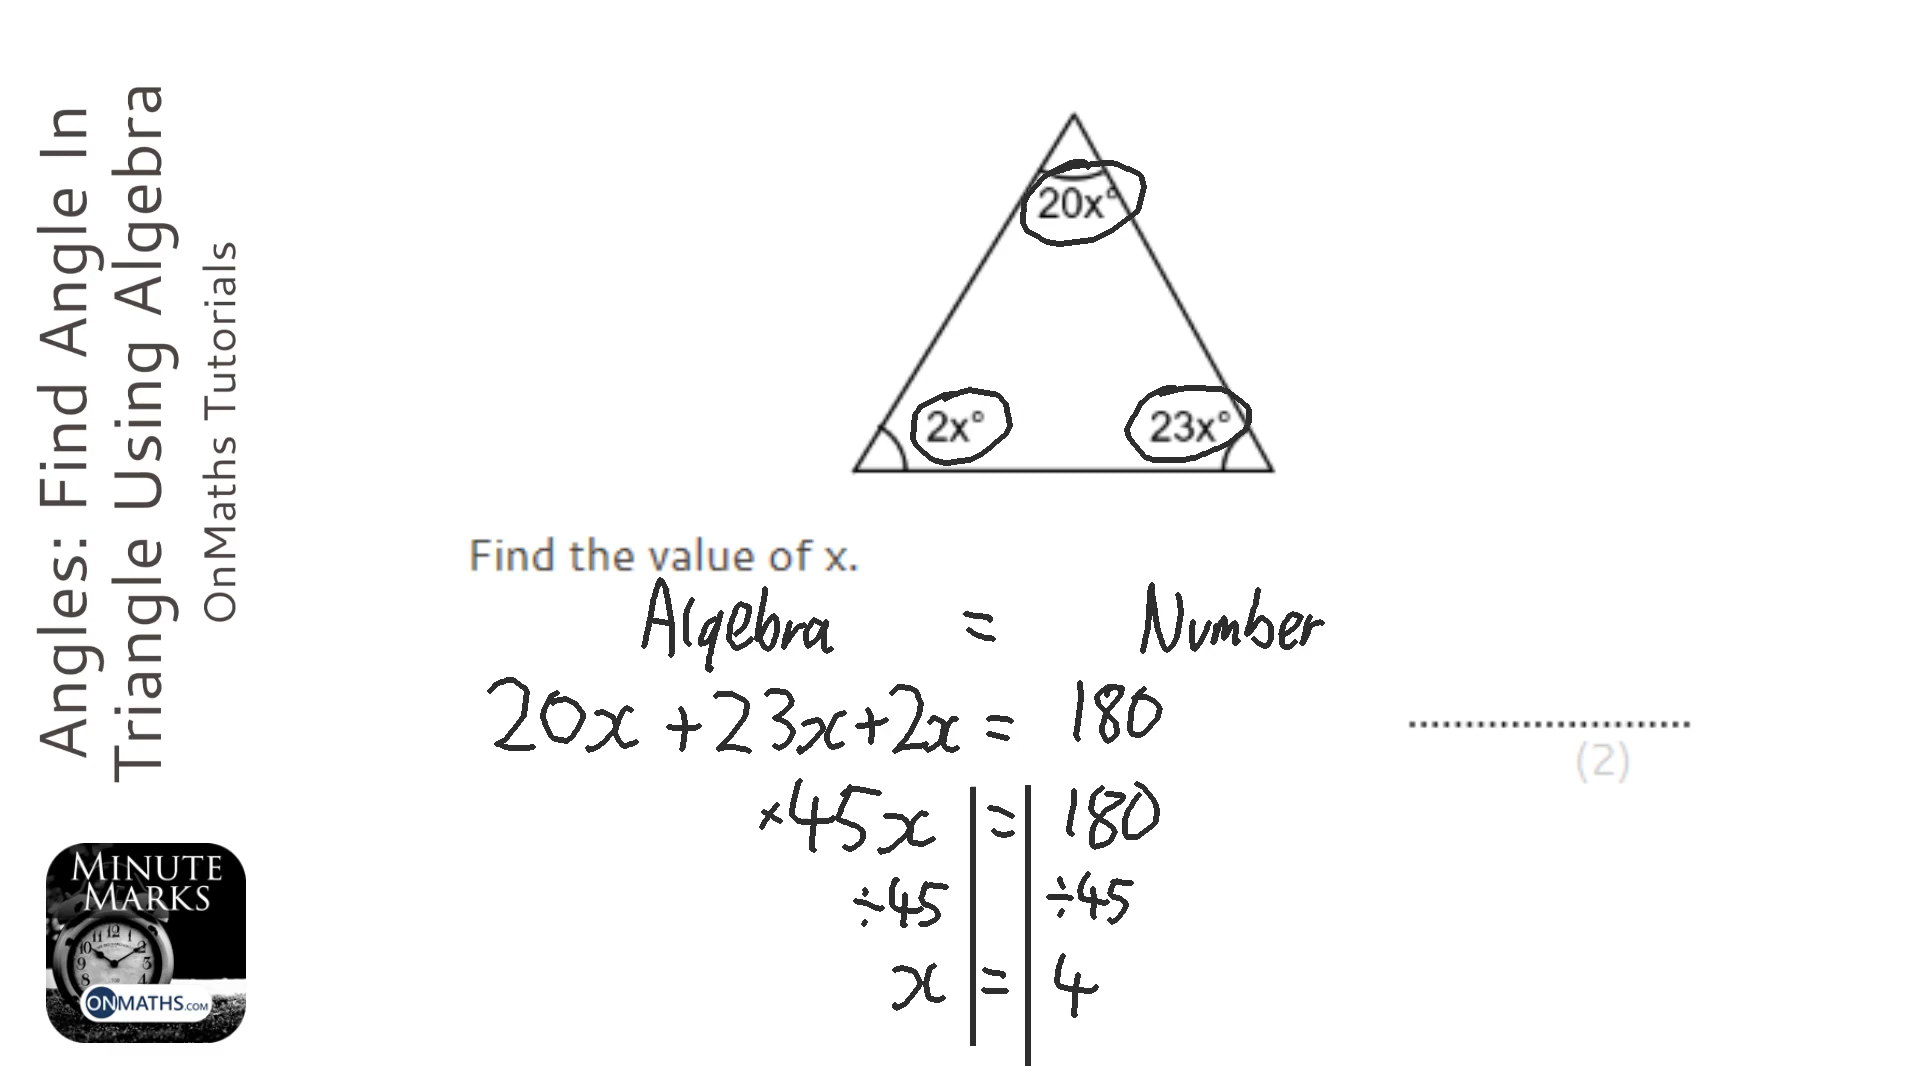 Angles: Find Angle In
Triangle Using Algebra
OnMaths Tutorials
20x°
2x°
23x°
Find the value of x.
Algebra = Number
20x + 23x + 2x = 180
×45x = 180
÷45 ÷45
x = 4
(2)
MINUTE
MARKS
ONMATHS.COM